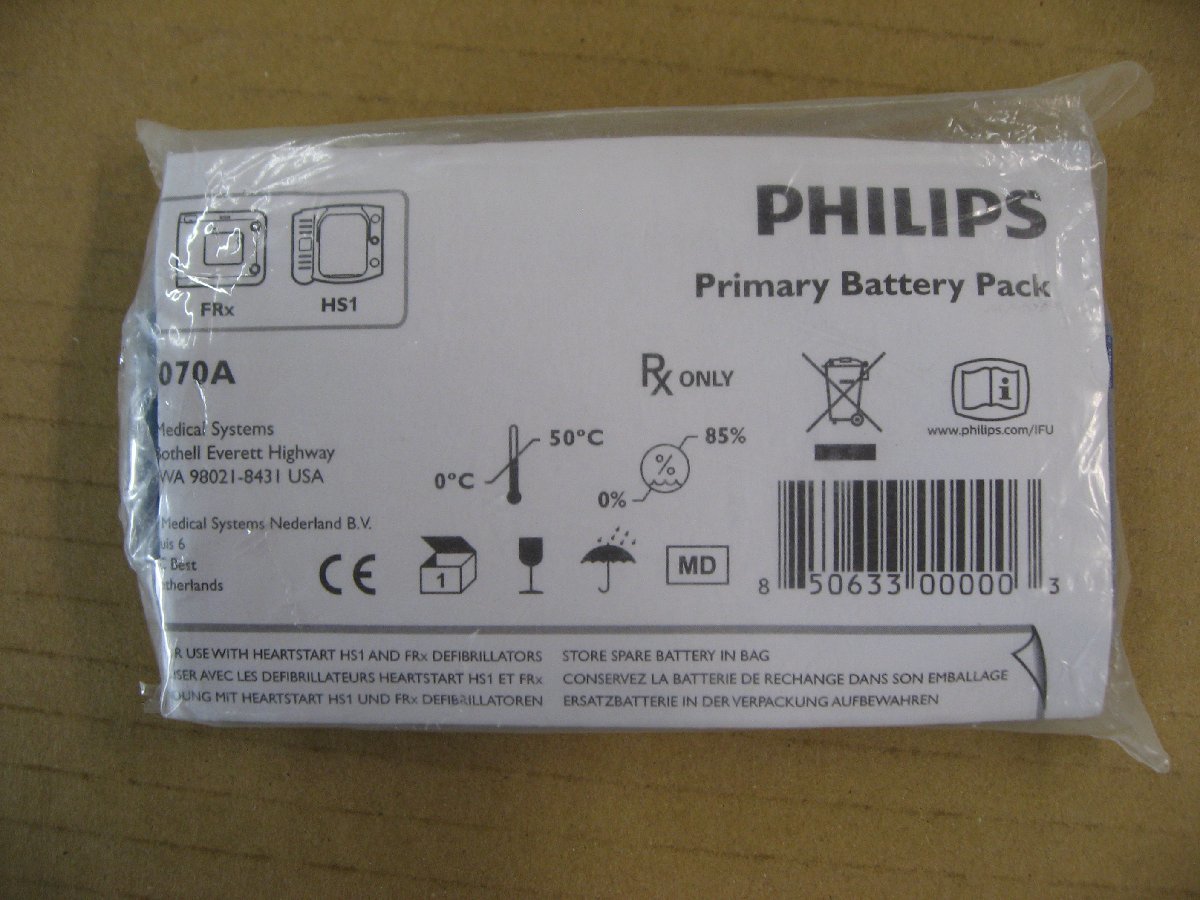 PHILIPS
Primary Battery Pack
FRx
HS1
070A
Rx ONLY
Medical Systems
Bothell Everett Highway
WA 98021-8431 USA
www.philips.com/IFU
50°C
0°C
85%
%
0%
Medical Systems Nederland B.V.
uis 6
Best
etherlands
CE
1
MD
8 50633 00000 3
R USE WITH HEARTSTART HS1 AND FRx DEFIBRILLATORS
STORE SPARE BATTERY IN BAG
ISER AVEC LES DEFIBRILLATEURS HEARTSTART HS1 ET FRx
CONSERVEZ LA BATTERIE DE RECHANGE DANS SON EMBALLAGE
DUNG MIT HEARTSTART HS1 UND FRx DEFIBRILLATOREN
ERSATZBATTERIE IN DER VERPACKUNG AUFBEWAHREN